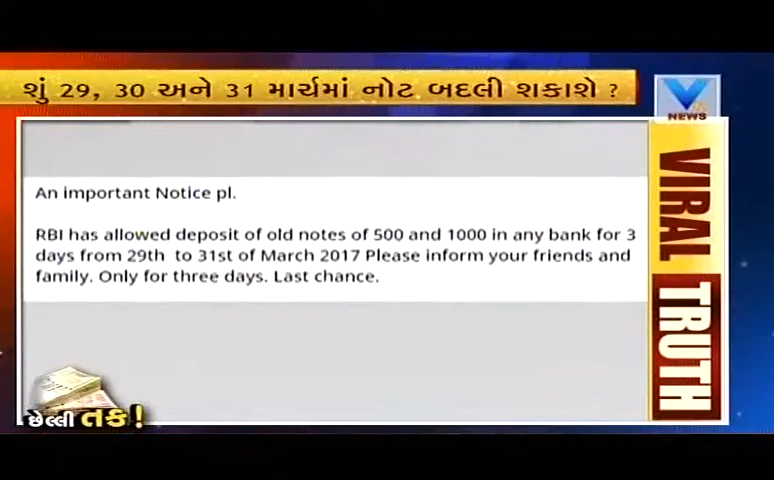 શું 29, 30 અને 31 માર્ચમાં નોટ બદલી શકાશે ?
NEWS
An important Notice pl.
RBI has allowed deposit of old notes of 500 and 1000 in any bank for 3
days from 29th to 31st of March 2017 Please inform your friends and
family. Only for three days. Last chance.
VIRAL
TRUTH
છેલ્લી તક!